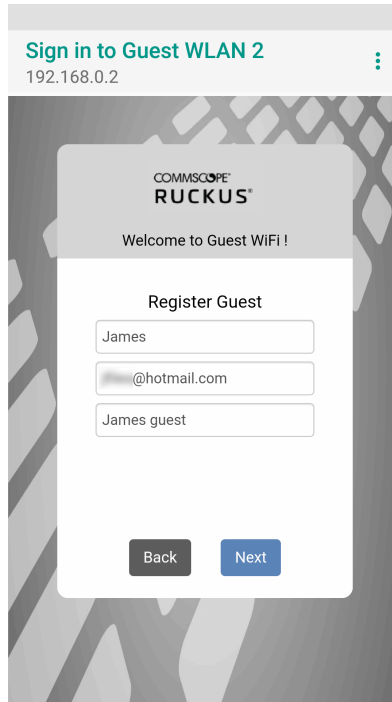 Sign in to Guest WLAN 2
192.168.0.2
COMMSCOPE®
RUCKUS®
Welcome to Guest WiFi !
Register Guest
James
@hotmail.com
James guest
Back
Next